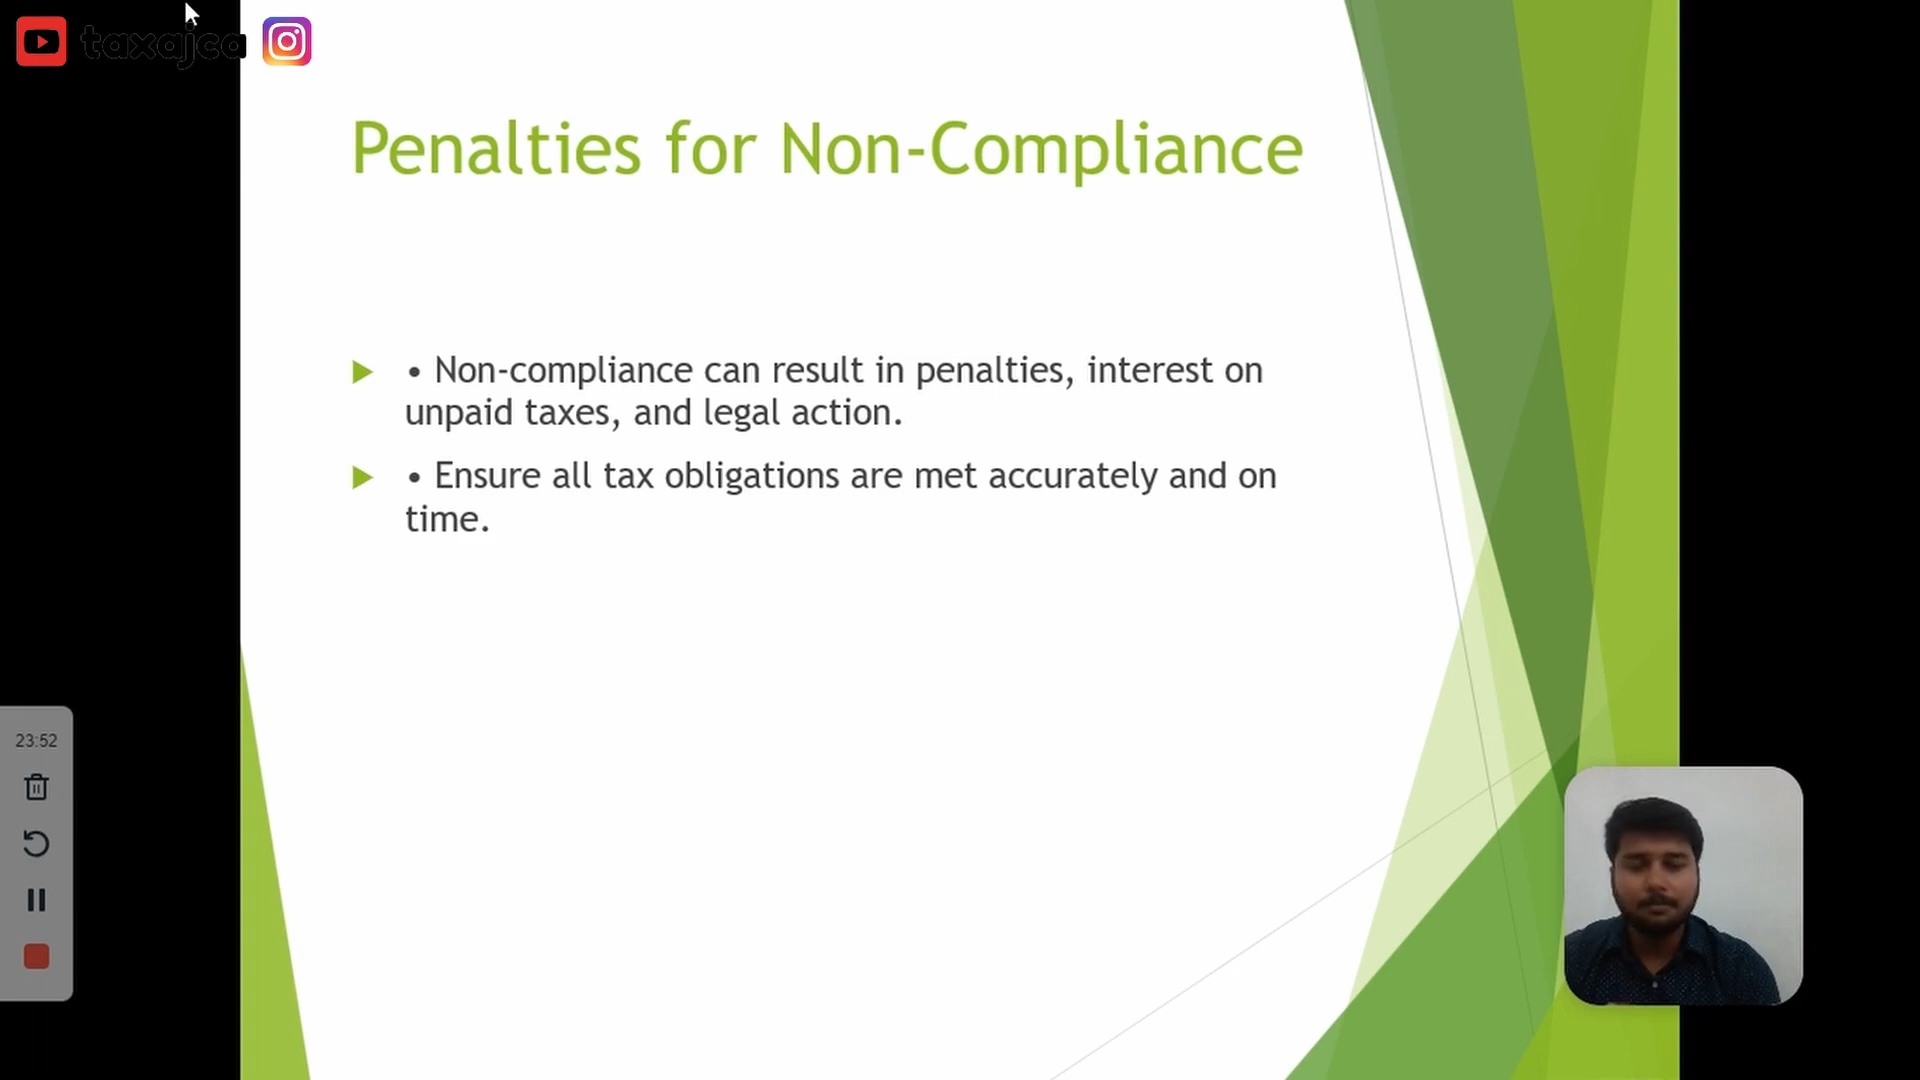 taxajca
Penalties for Non-Compliance
• Non-compliance can result in penalties, interest on
unpaid taxes, and legal action.
• Ensure all tax obligations are met accurately and on
time.
23:52